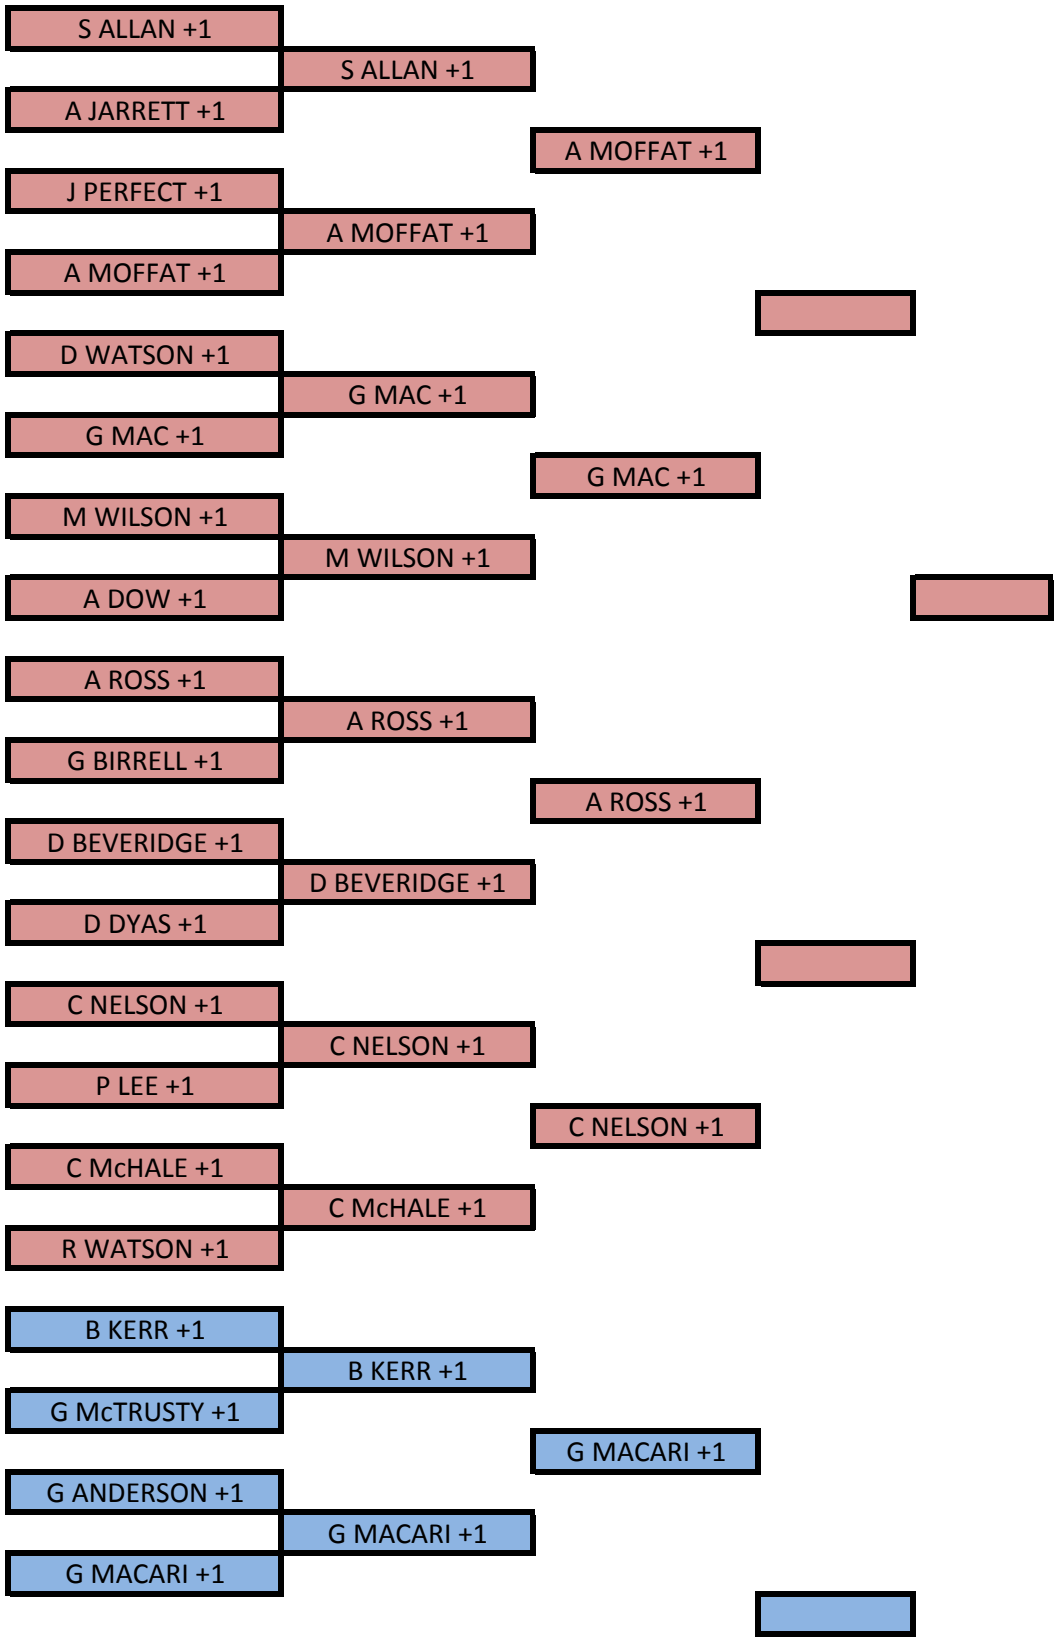 S ALLAN +1
S ALLAN +1
A JARRETT +1
A MOFFAT +1
J PERFECT +1
A MOFFAT +1
A MOFFAT +1
D WATSON +1
G MAC +1
G MAC +1
G MAC +1
M WILSON +1
M WILSON +1
A DOW +1
A ROSS +1
A ROSS +1
G BIRRELL +1
A ROSS +1
D BEVERIDGE +1
D BEVERIDGE +1
D DYAS +1
C NELSON +1
C NELSON +1
P LEE +1
C NELSON +1
C McHALE +1
C McHALE +1
R WATSON +1
B KERR +1
B KERR +1
G McTRUSTY +1
G MACARI +1
G ANDERSON +1
G MACARI +1
G MACARI +1